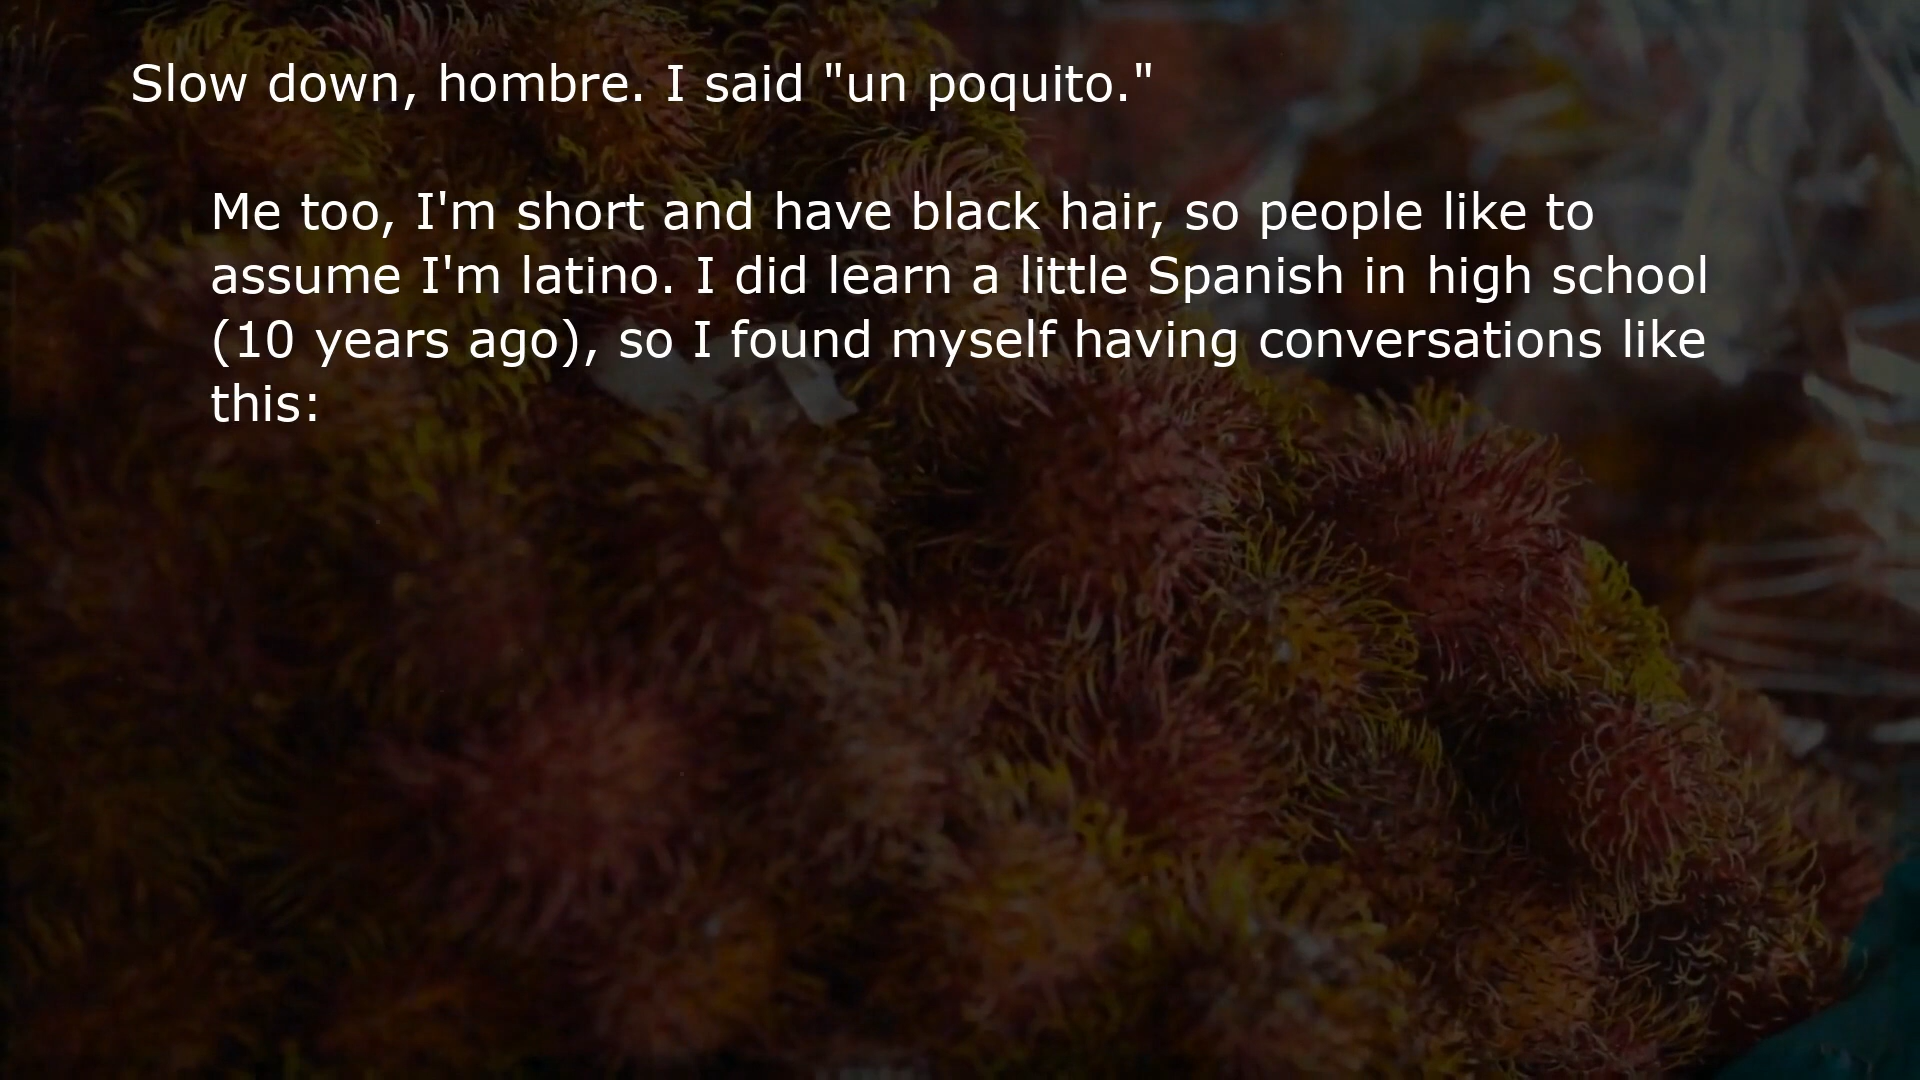 Slow down, hombre. I said "un poquito."
Me too, I'm short and have black hair, so people like to
assume I'm latino. I did learn a little Spanish in high school
(10 years ago), so I found myself having conversations like
this: